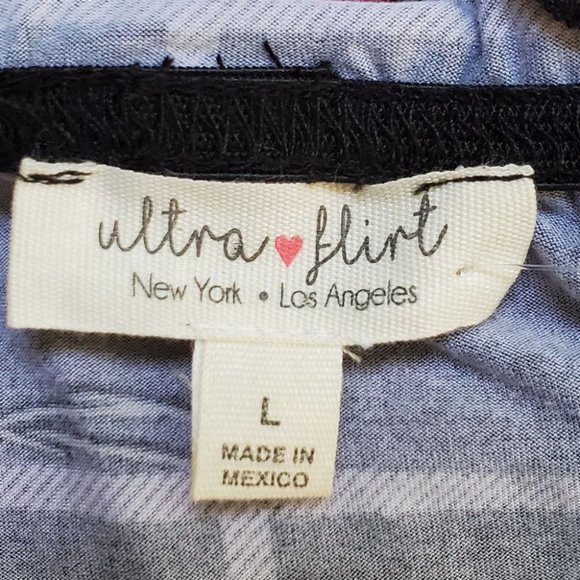 ultra ♥ flirt
New York • Los Angeles
L
MADE IN
MEXICO